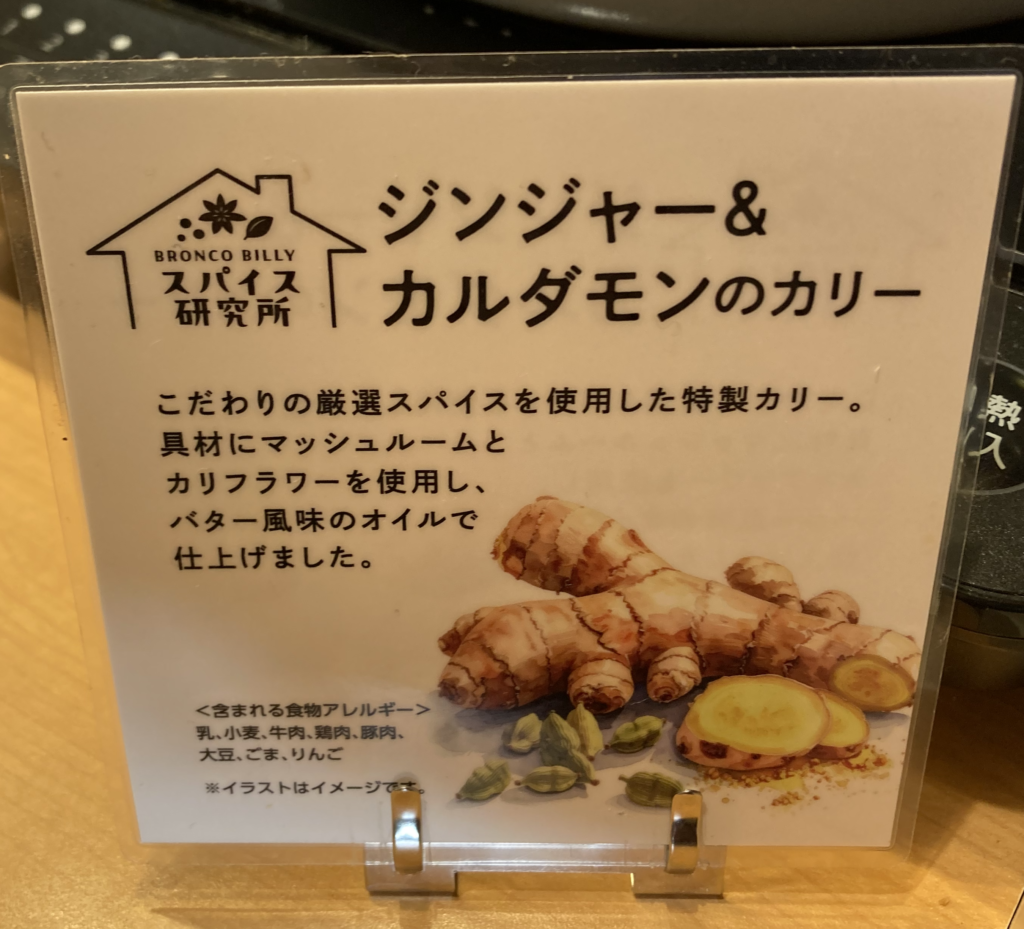 BRONCO BILLY
スパイス
研究所
ジンジャー&
カルダモンのカリー
こだわりの厳選スパイスを使用した特製カリー。
具材にマッシュルームと
カリフラワーを使用し、
バター風味のオイルで
仕上げました。
<含まれる食物アレルギー>
乳、小麦、牛肉、鶏肉、豚肉、
大豆、ごま、りんご
※イラストはイメージです。
熱
入